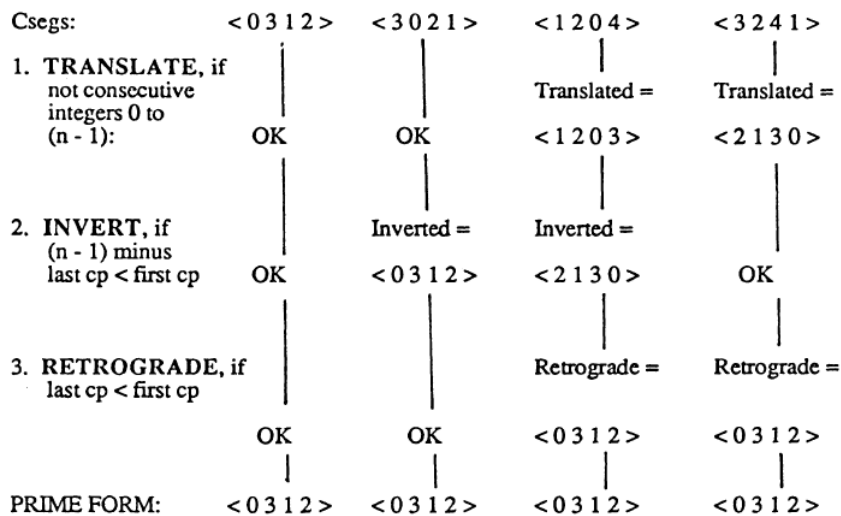 Csegs: <0 3 1 2> <3 0 2 1> <1 2 0 4> <3 2 4 1>
1. TRANSLATE, if
not consecutive Translated = Translated =
integers 0 to
(n - 1): OK OK <1 2 0 3> <2 1 3 0>
2. INVERT, if Inverted = Inverted =
(n - 1) minus
last cp < first cp OK <0 3 1 2> <2 1 3 0> OK
3. RETROGRADE, if Retrograde = Retrograde =
last cp < first cp
OK OK <0 3 1 2> <0 3 1 2>
PRIME FORM: <0 3 1 2> <0 3 1 2> <0 3 1 2> <0 3 1 2>